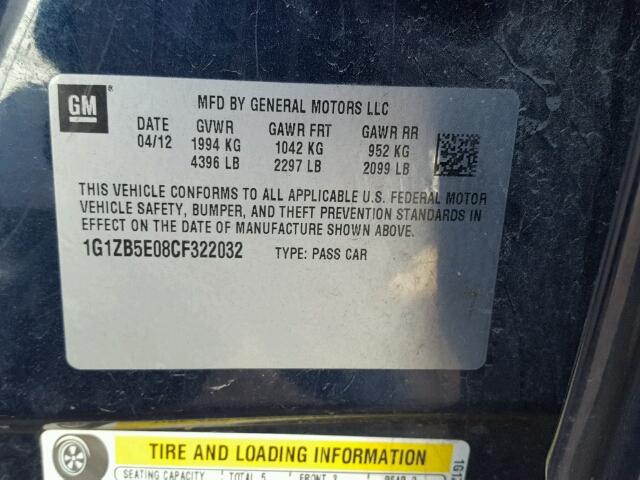 GM
MFD BY GENERAL MOTORS LLC
DATE GVWR GAWR FRT GAWR RR
04/12 1994 KG 1042 KG 952 KG
4396 LB 2297 LB 2099 LB
THIS VEHICLE CONFORMS TO ALL APPLICABLE U.S. FEDERAL MOTOR
VEHICLE SAFETY, BUMPER, AND THEFT PREVENTION STANDARDS IN
EFFECT ON THE DATE OF MANUFACTURE SHOWN ABOVE.
1G1ZB5E08CF322032 TYPE: PASS CAR
TIRE AND LOADING INFORMATION
SEATING CAPACITY TOTAL 5 FRONT 2